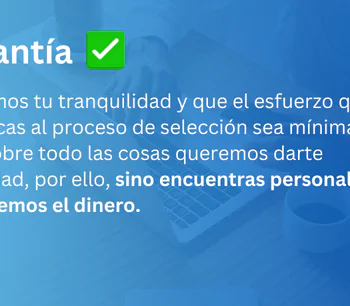 antía ✅
mos tu tranquilidad y que el esfuerzo q
cas al proceso de selección sea mínima
obre todo las cosas queremos darte
dad, por ello, sino encuentras personal
emos el dinero.